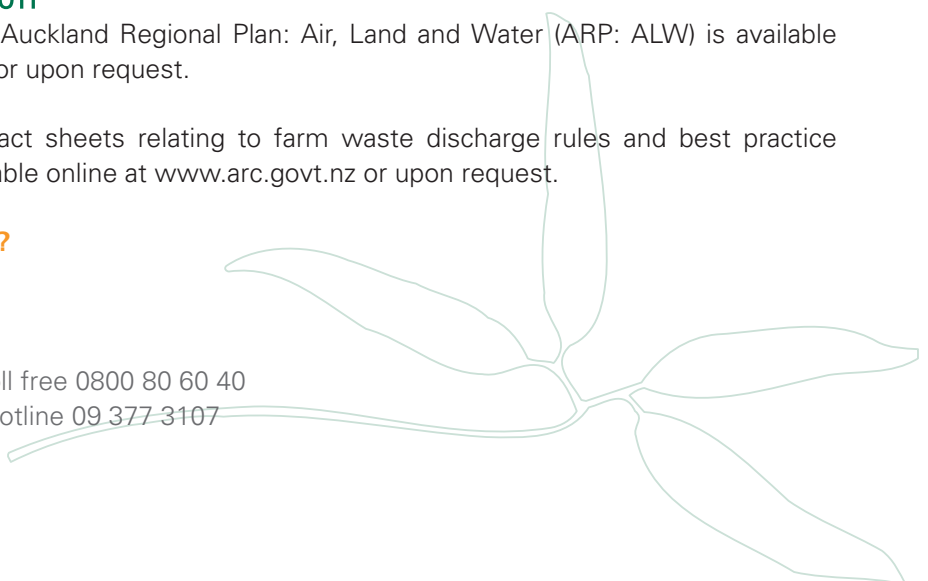 Auckland Regional Plan: Air, Land and Water (ARP: ALW) is available
or upon request.
act sheets relating to farm waste discharge rules and best practice
able online at www.arc.govt.nz or upon request.
?
ll free 0800 80 60 40
otline 09 377 3107